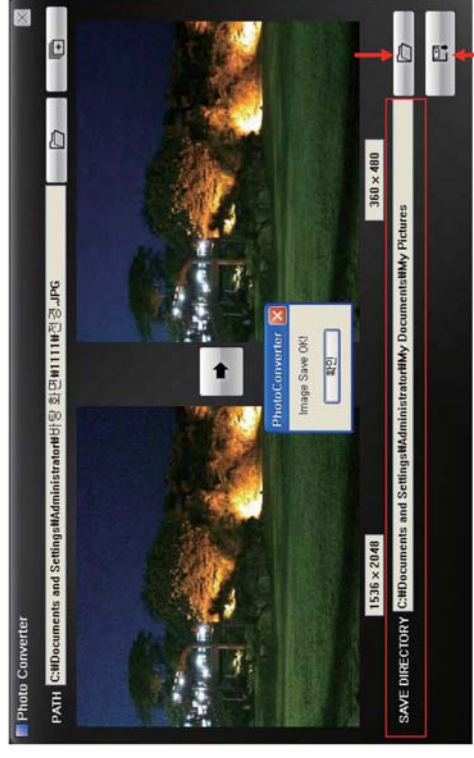 Photo Converter
PATH C:₩Documents and Settings₩Administrator₩바탕 화면₩1111₩전경.JPG
PhotoConverter
Image Save OK!
확인
1536 × 2048
360 × 480
SAVE DIRECTORY C:₩Documents and Settings₩Administrator₩My Documents₩My Pictures